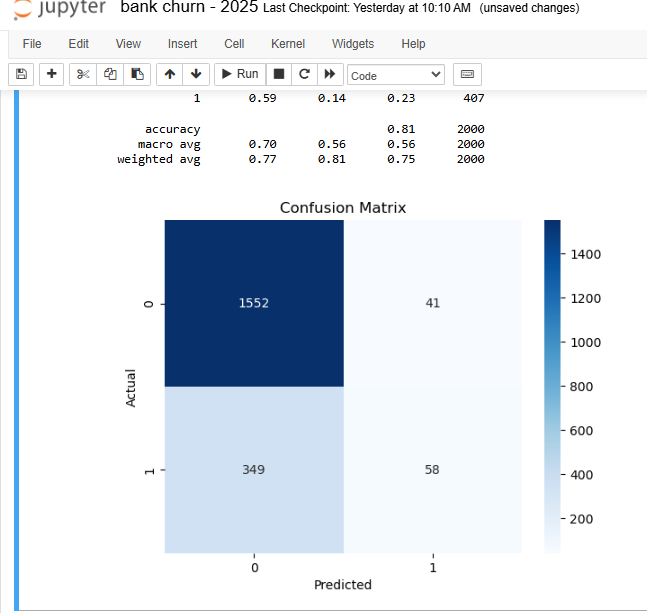 jupyter bank churn - 2025 Last Checkpoint: Yesterday at 10:10 AM (unsaved changes)
File Edit View Insert Cell Kernel Widgets Help
Run Code
1 0.59 0.14 0.23 407
accuracy 0.81 2000
macro avg 0.70 0.56 0.56 2000
weighted avg 0.77 0.81 0.75 2000
Confusion Matrix
1400
0 1552 41
1200
1000
Actual
800
600
1 349 58
400
200
0 1
Predicted